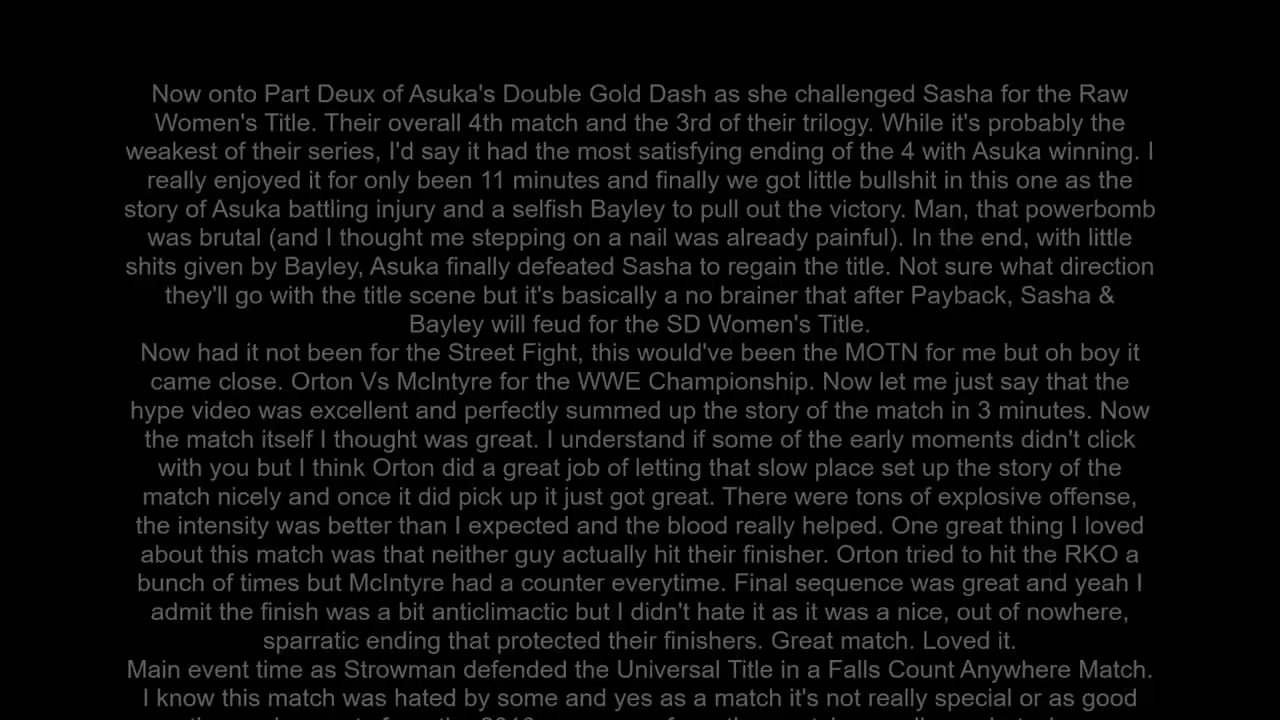 Now onto Part Deux of Asuka's Double Gold Dash as she challenged Sasha for the Raw
Women's Title. Their overall 4th match and the 3rd of their trilogy. While it's probably the
weakest of their series, I'd say it had the most satisfying ending of the 4 with Asuka winning. I
really enjoyed it for only been 11 minutes and finally we got little bullshit in this one as the
story of Asuka battling injury and a selfish Bayley to pull out the victory. Man, that powerbomb
was brutal (and I thought me stepping on a nail was already painful). In the end, with little
shits given by Bayley, Asuka finally defeated Sasha to regain the title. Not sure what direction
they'll go with the title scene but it's basically a no brainer that after Payback, Sasha &
Bayley will feud for the SD Women's Title.
Now had it not been for the Street Fight, this would've been the MOTN for me but oh boy it
came close. Orton Vs McIntyre for the WWE Championship. Now let me just say that the
hype video was excellent and perfectly summed up the story of the match in 3 minutes. Now
the match itself I thought was great. I understand if some of the early moments didn't click
with you but I think Orton did a great job of letting that slow place set up the story of the
match nicely and once it did pick up it just got great. There were tons of explosive offense,
the intensity was better than I expected and the blood really helped. One great thing I loved
about this match was that neither guy actually hit their finisher. Orton tried to hit the RKO a
bunch of times but McIntyre had a counter everytime. Final sequence was great and yeah I
admit the finish was a bit anticlimactic but I didn't hate it as it was a nice, out of nowhere,
sparratic ending that protected their finishers. Great match. Loved it.
Main event time as Strowman defended the Universal Title in a Falls Count Anywhere Match.
I know this match was hated by some and yes as a match it's not really special or as good